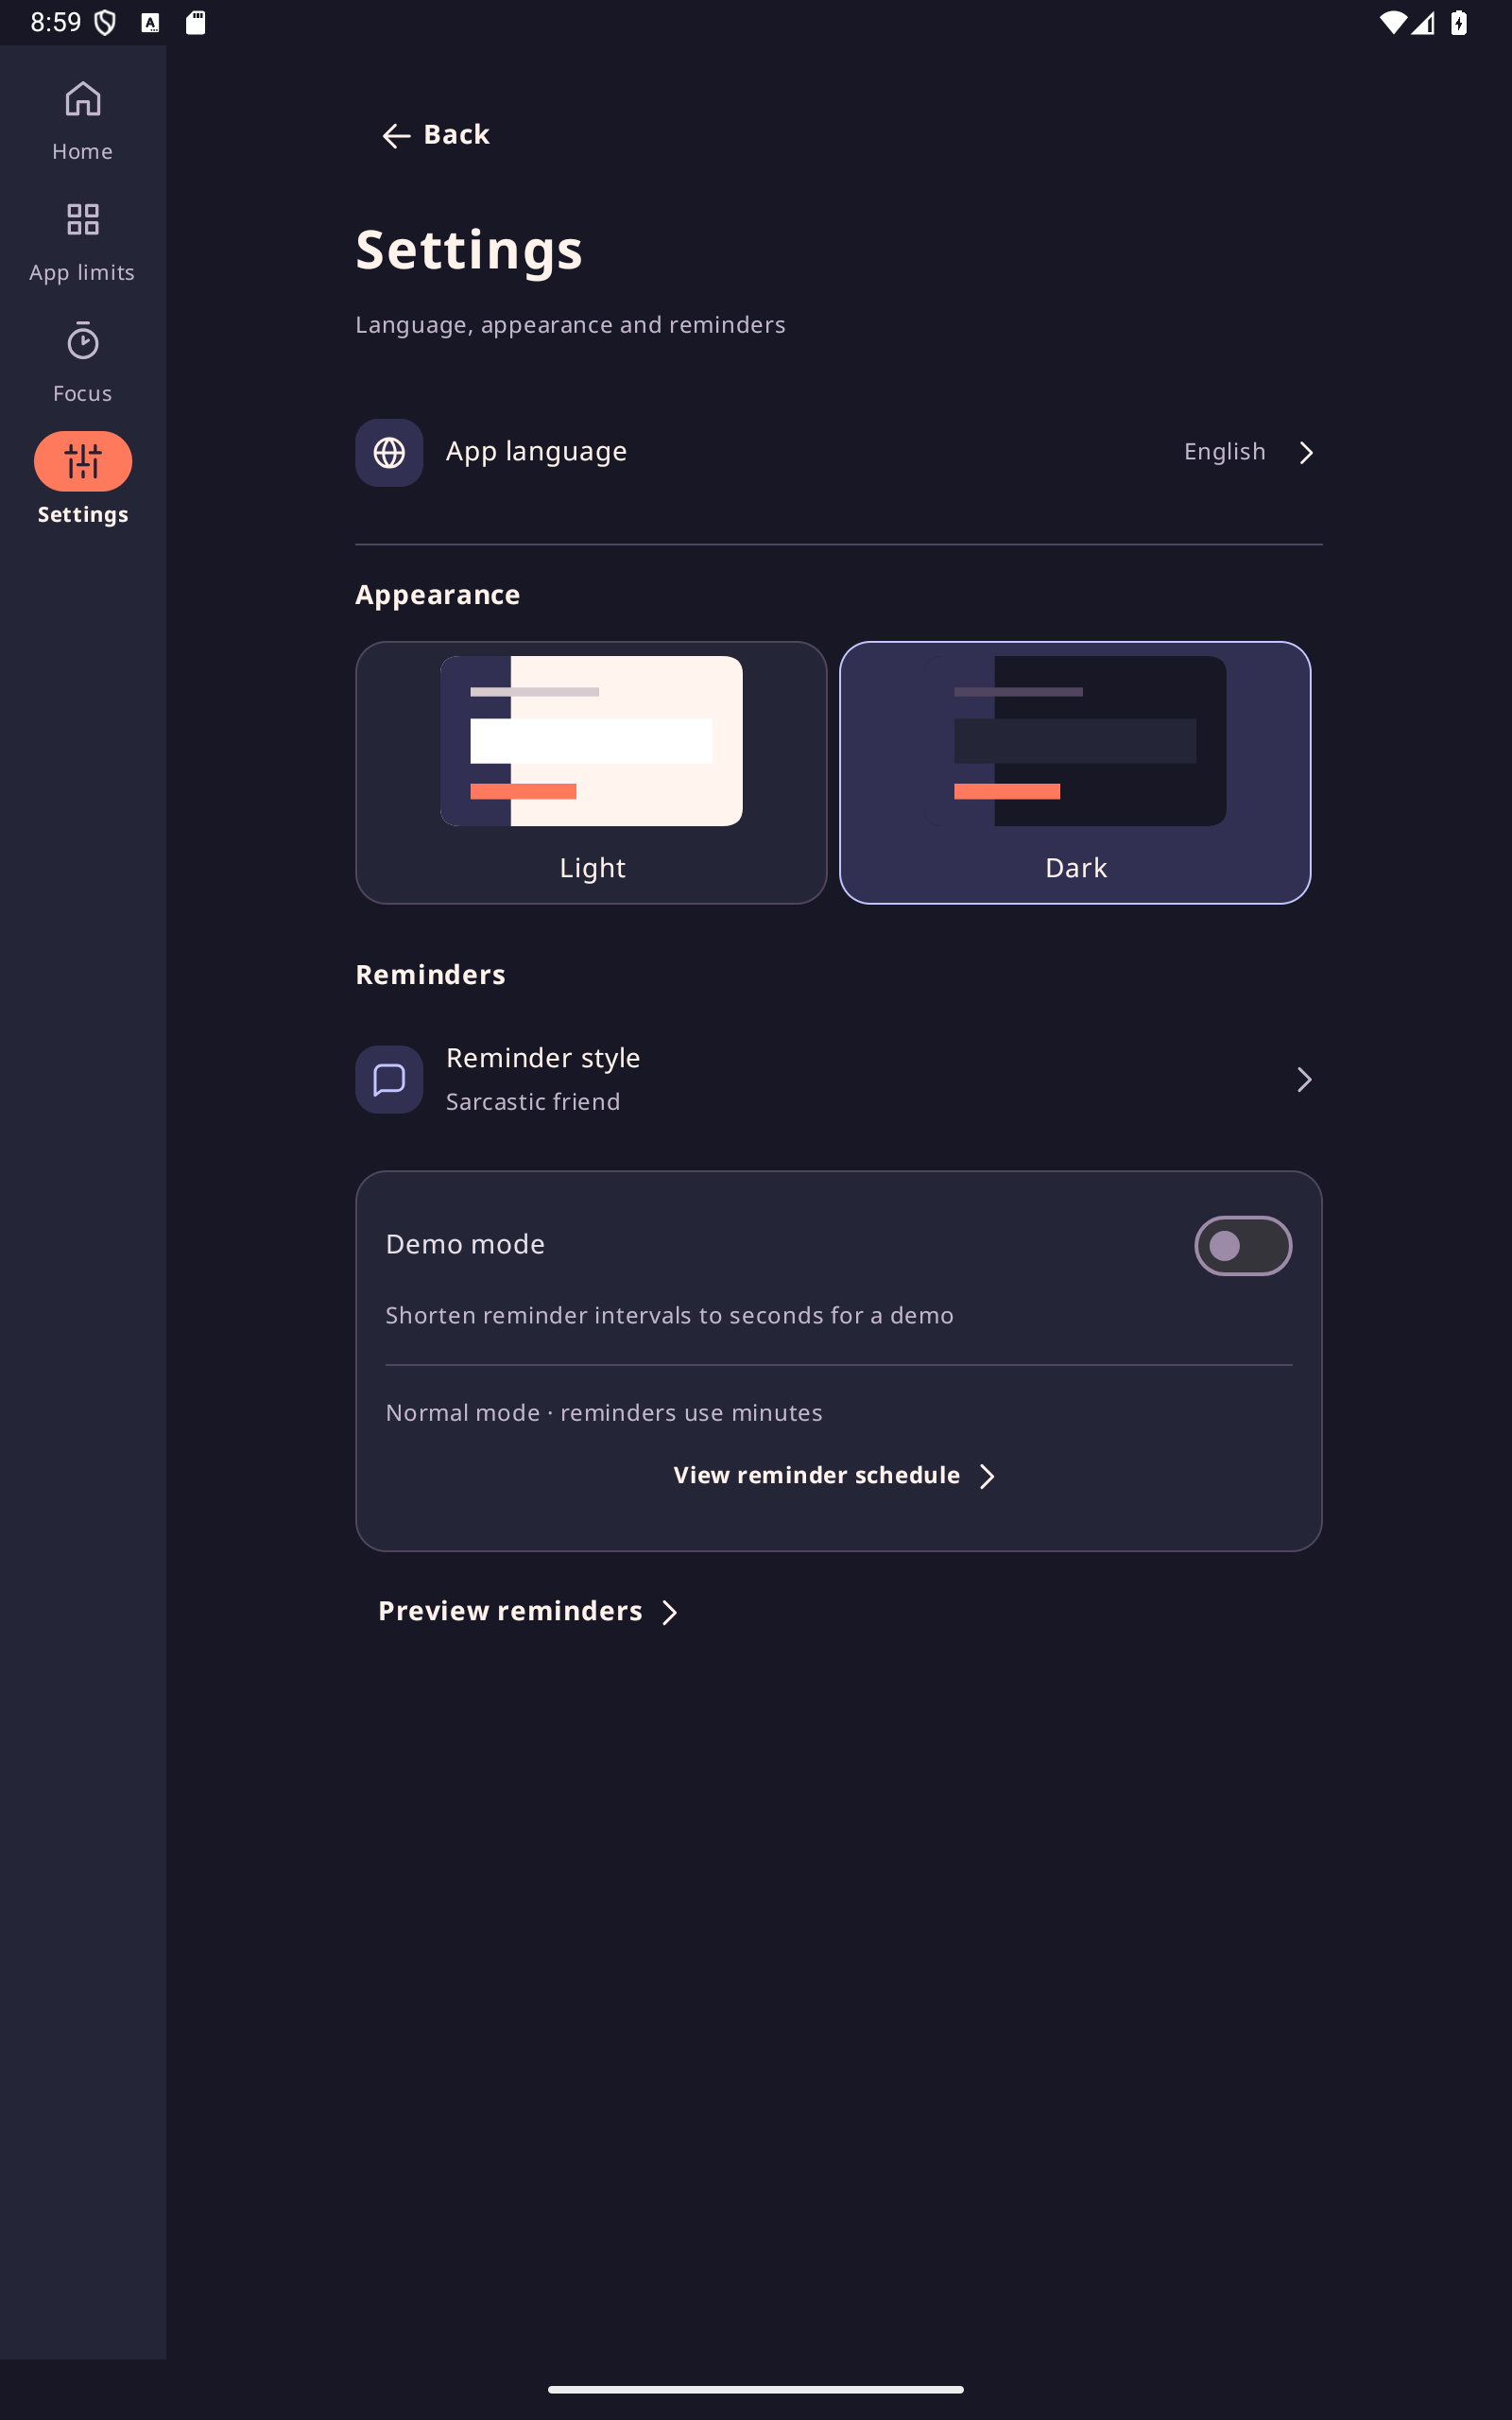 8:59
Home
App limits
Focus
Settings
Back
Settings
Language, appearance and reminders
App language
English
Appearance
Light
Dark
Reminders
Reminder style
Sarcastic friend
Demo mode
Shorten reminder intervals to seconds for a demo
Normal mode · reminders use minutes
View reminder schedule
Preview reminders